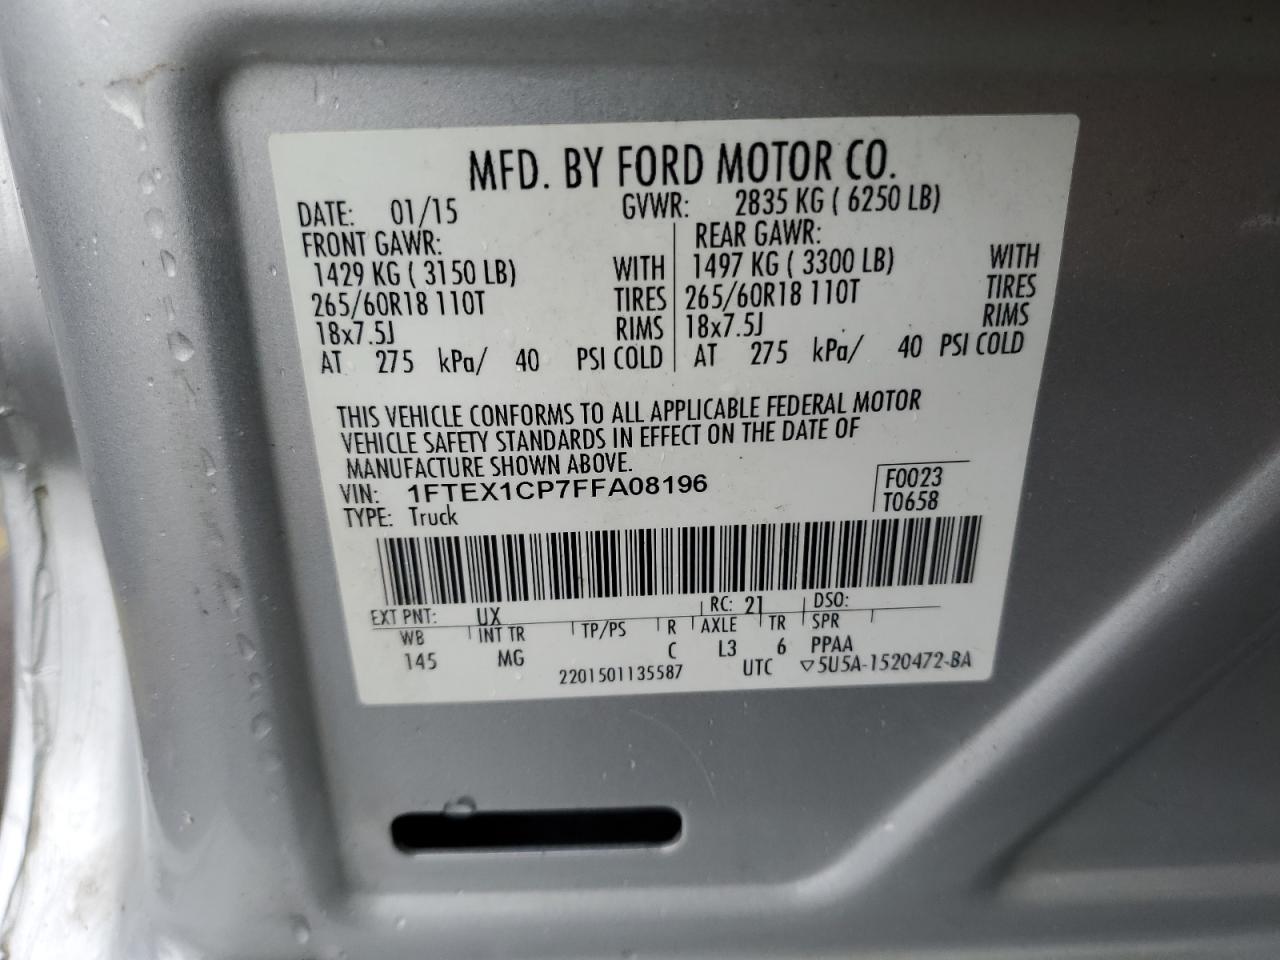 MFD. BY FORD MOTOR CO.
DATE: 01/15 GVWR: 2835 KG ( 6250 LB)
FRONT GAWR: REAR GAWR:
1429 KG ( 3150 LB) WITH 1497 KG ( 3300 LB) WITH
265/60R18 110T TIRES 265/60R18 110T TIRES
18x7.5J RIMS 18x7.5J RIMS
AT 275 kPa/ 40 PSI COLD AT 275 kPa/ 40 PSI COLD
THIS VEHICLE CONFORMS TO ALL APPLICABLE FEDERAL MOTOR
VEHICLE SAFETY STANDARDS IN EFFECT ON THE DATE OF
MANUFACTURE SHOWN ABOVE.
VIN: 1FTEX1CP7FFA08196 F0023
TYPE: Truck T0658
EXT PNT: UX RC: 21 DSO:
WB INT TR TP/PS R AXLE TR SPR
145 MG C L3 6 PPAA
2201501135587 UTC ▽5U5A-1520472-BA